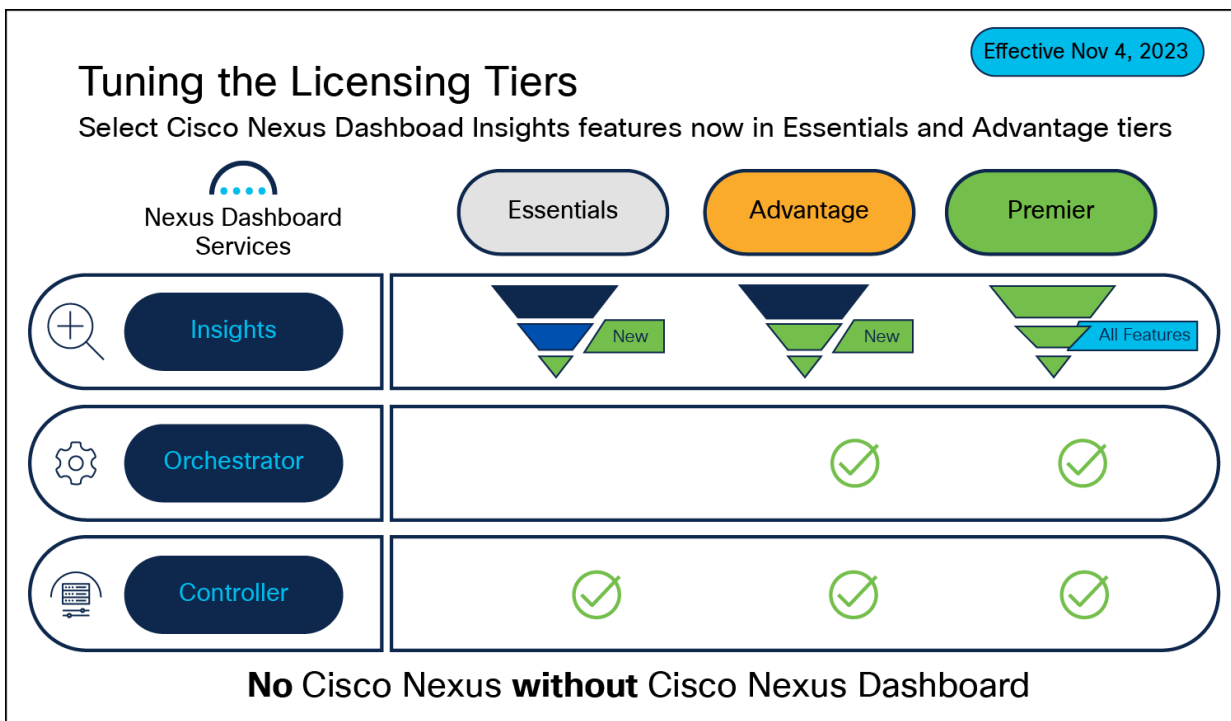 Effective Nov 4, 2023
Tuning the Licensing Tiers
Select Cisco Nexus Dashboad Insights features now in Essentials and Advantage tiers
Nexus Dashboard
Services
Essentials
Advantage
Premier
Insights
New
New
All Features
Orchestrator
Controller
No Cisco Nexus without Cisco Nexus Dashboard